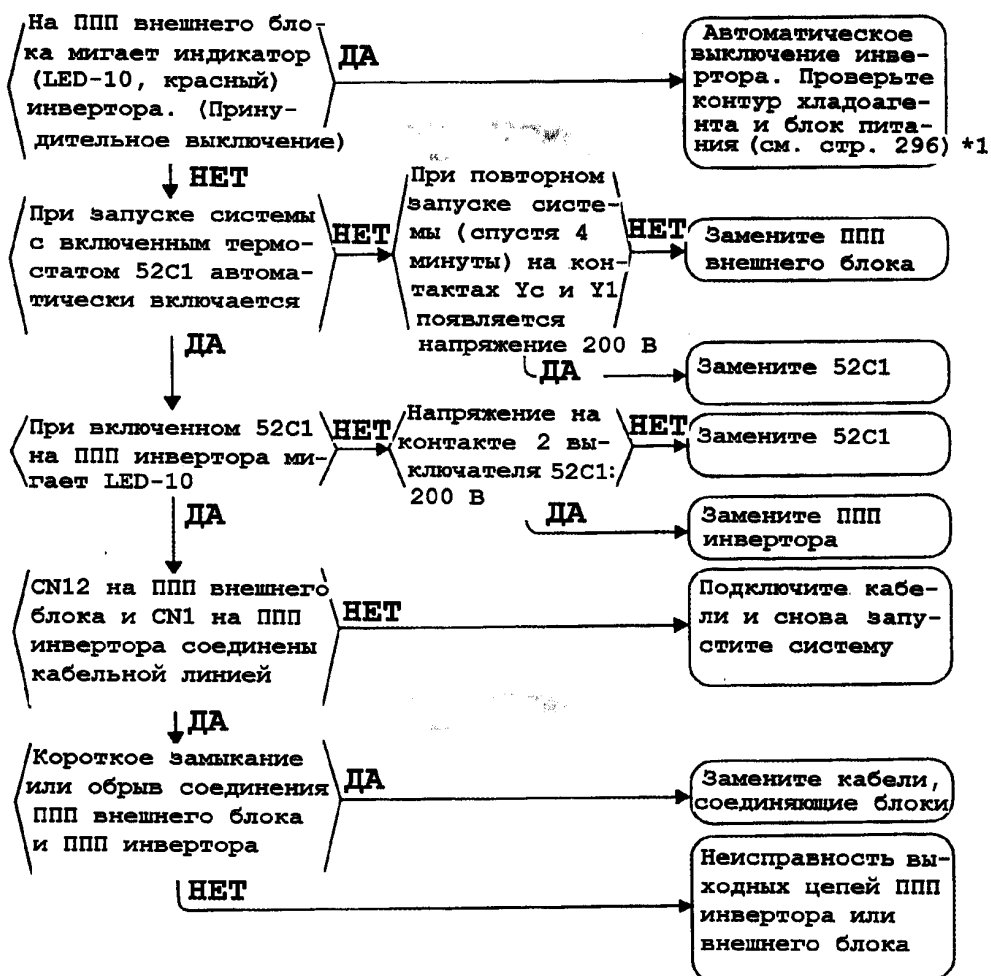 На ППП внешнего бло-
ка мигает индикатор
(LED-10, красный)
инвертора. (Прину-
дительное выключение)
ДА
Автоматическое
выключение инве-
ртора. Проверьте
контур хладоаге-
нта и блок пита-
ния (см. стр. 296) *1
НЕТ
При запуске системы
с включенным термо-
статом 52C1 автома-
тически включается
НЕТ
При повторном
запуске систе-
мы (спустя 4
минуты) на кон-
тактах Yc и Y1
появляется
напряжение 200 В
НЕТ
Замените ППП
внешнего блока
ДА
Замените 52C1
ДА
При включенном 52C1
на ППП инвертора ми-
гает LED-10
НЕТ
Напряжение на
контакте 2 вы-
ключателя 52C1:
200 В
НЕТ
Замените 52C1
ДА
Замените ППП
инвертора
ДА
CN12 на ППП внешнего
блока и CN1 на ППП
инвертора соединены
кабельной линией
НЕТ
Подключите кабе-
ли и снова запу-
стите систему
ДА
Короткое замыкание
или обрыв соединения
ППП внешнего блока
и ППП инвертора
ДА
Замените кабели,
соединяющие блоки
НЕТ
Неисправность вы-
ходных цепей ППП
инвертора или
внешнего блока